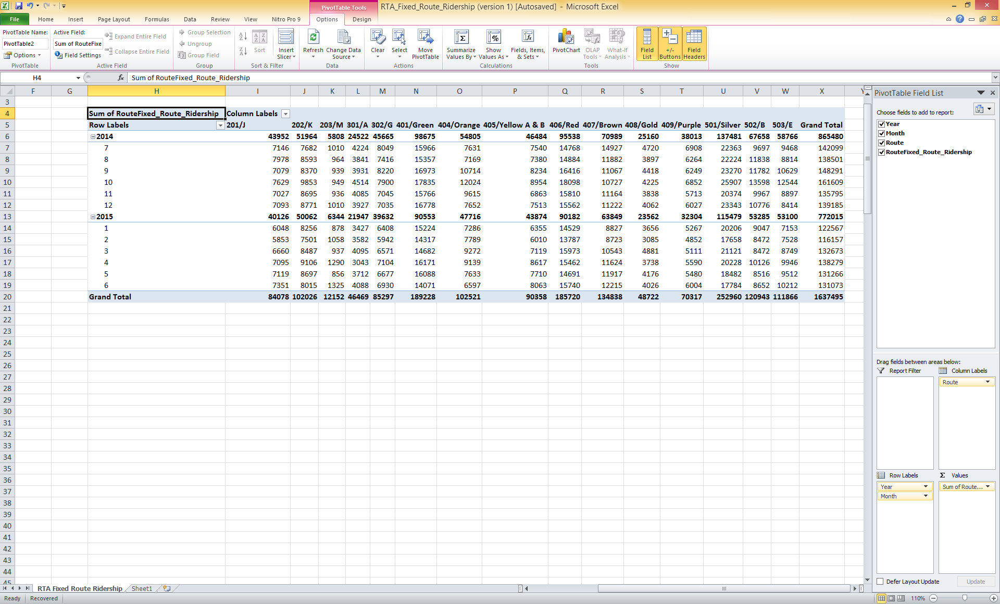 PivotTable Tools
RTA_Fixed_Route_Ridership (version 1) [Autosaved] - Microsoft Excel
File Home Insert Page Layout Formulas Data Review View Nitro Pro 9 Options Design
PivotTable Name: Active Field: Group Selection
PivotTable2 Sum of RouteFixe Expand Entire Field Ungroup
Options Field Settings Collapse Entire Field Group Field
Sort Insert Slicer Refresh Change Data Source Clear Select Move PivotTable Summarize Values By Show Values As Fields, Items, & Sets PivotChart OLAP Tools What-If Analysis Field List +/- Buttons Field Headers
PivotTable Active Field Group Sort & Filter Data Actions Calculations Tools Show
H4 fx Sum of RouteFixed_Route_Ridership
F G H I J K L M N O P Q R S T U V W X Y
3
4 Sum of RouteFixed_Route_Ridership Column Labels
5 Row Labels 201/J 202/K 203/M 301/A 302/G 401/Green 404/Orange 405/Yellow A & B 406/Red 407/Brown 408/Gold 409/Purple 501/Silver 502/B 503/E Grand Total
6 2014 43952 51964 5808 24522 45665 98675 54805 46484 95538 70989 25160 38013 137481 67658 58766 865480
7 7 7146 7682 1010 4224 8049 15966 7631 7540 14768 14927 4720 6908 22363 9697 9468 142099
8 8 7978 8593 964 3841 7416 15357 7169 7380 14884 11882 3897 6264 22224 11838 8814 138501
9 9 7079 8370 939 3931 8220 16973 10714 8234 16416 11067 4418 6249 23270 11782 10629 148291
10 10 7629 9853 949 4514 7900 17835 12024 8954 18098 10727 4225 6852 25907 13598 12544 161609
11 11 7027 8695 936 4085 7045 15766 9615 6863 15810 11164 3838 5713 20374 9967 8897 135795
12 12 7093 8771 1010 3927 7035 16778 7652 7513 15562 11222 4062 6027 23343 10776 8414 139185
13 2015 40126 50062 6344 21947 39632 90553 47716 43874 90182 63849 23562 32304 115479 53285 53100 772015
14 1 6048 8256 878 3427 6408 15224 7286 6355 14529 8827 3656 5267 20206 9047 7153 122567
15 2 5853 7501 1058 3582 5942 14317 7789 6010 13787 8723 3085 4852 17658 8472 7528 116157
16 3 6660 8487 937 4095 6571 14682 9272 7119 15973 10543 4881 5111 21121 8472 8749 132673
17 4 7095 9106 1290 3043 7104 16171 9139 8617 15462 11624 3738 5590 20228 10126 9946 138279
18 5 7119 8697 856 3712 6677 16088 7633 7710 14691 11917 4176 5480 18482 8516 9512 131266
19 6 7351 8015 1325 4088 6930 14071 6597 8063 15740 12215 4026 6004 17784 8652 10212 131073
20 Grand Total 84078 102026 12152 46469 85297 189228 102521 90358 185720 134838 48722 70317 252960 120943 111866 1637495
21
22
23
24
25
26
27
28
29
30
31
32
33
34
35
36
37
38
39
40
41
42
43
44
45
PivotTable Field List
Choose fields to add to report:
Year
Month
Route
RouteFixed_Route_Ridership
Drag fields between areas below:
Report Filter Column Labels
Route
Row Labels Σ Values
Year Sum of Route...
Month
Defer Layout Update Update
RTA Fixed Route Ridership Sheet1
Ready Recovered 110%